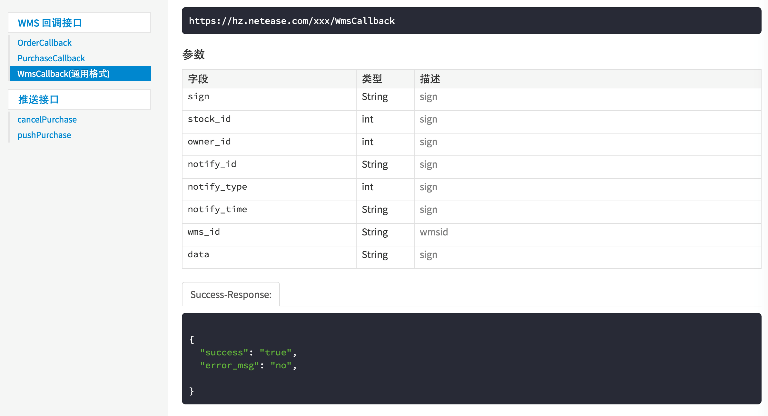 WMS 回调接口
OrderCallback
PurchaseCallback
WmsCallback(通用格式)
推送接口
cancelPurchase
pushPurchase
https://hz.netease.com/xxx/WmsCallback
参数
字段 类型 描述
sign String sign
stock_id int sign
owner_id int sign
notify_id String sign
notify_type int sign
notify_time String sign
wms_id String wmsid
data String sign
Success-Response:
{
"success": "true",
"error_msg": "no",
}